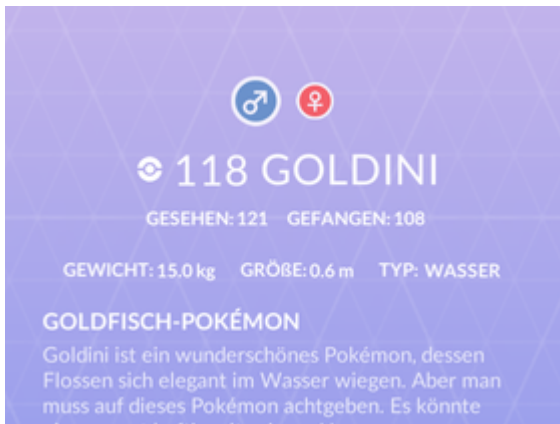 118 GOLDINI
GESEHEN: 121 GEFANGEN: 108
GEWICHT: 15.0 kg GRÖßE: 0.6 m TYP: WASSER
GOLDFISCH-POKÉMON
Goldini ist ein wunderschönes Pokémon, dessen
Flossen sich elegant im Wasser wiegen. Aber man
muss auf dieses Pokémon achtgeben. Es könnte